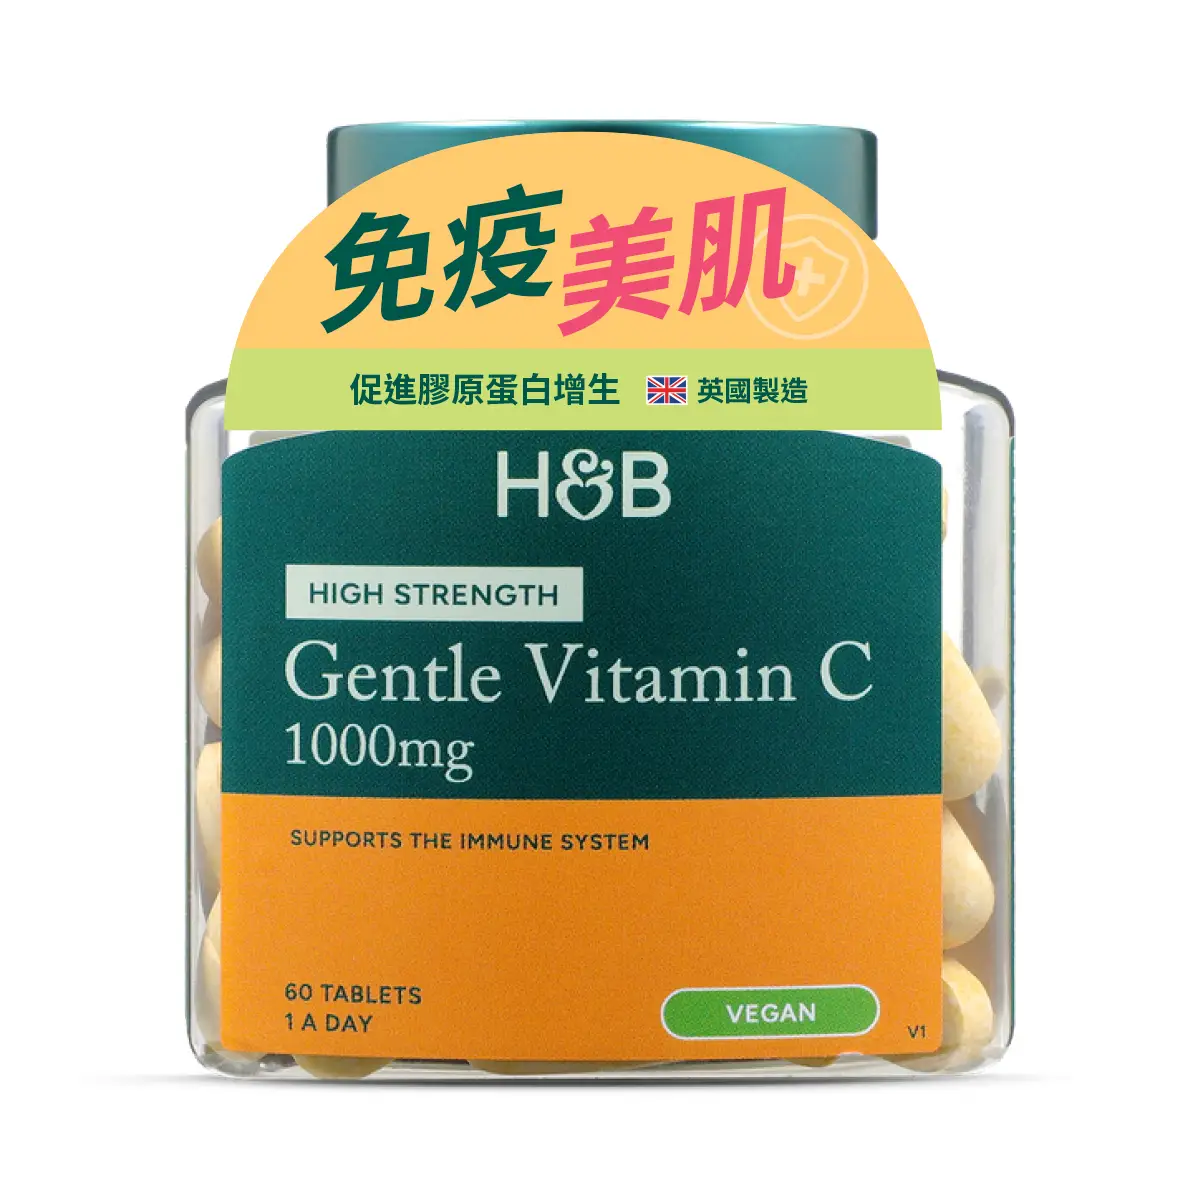 免疫美肌
促進膠原蛋白增生 英國製造
H&B
HIGH STRENGTH
Gentle Vitamin C
1000mg
SUPPORTS THE IMMUNE SYSTEM
60 TABLETS
1 A DAY
VEGAN
V1